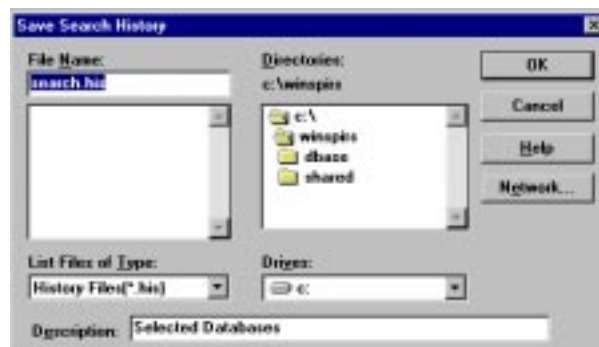 Save Search History
File Name:
search.his
Directories:
c:\winspirs
OK
Cancel
Help
Network...
c:\
winspirs
dbase
shared
List Files of Type:
History Files(*.his)
Drives:
c:
Description: Selected Databases